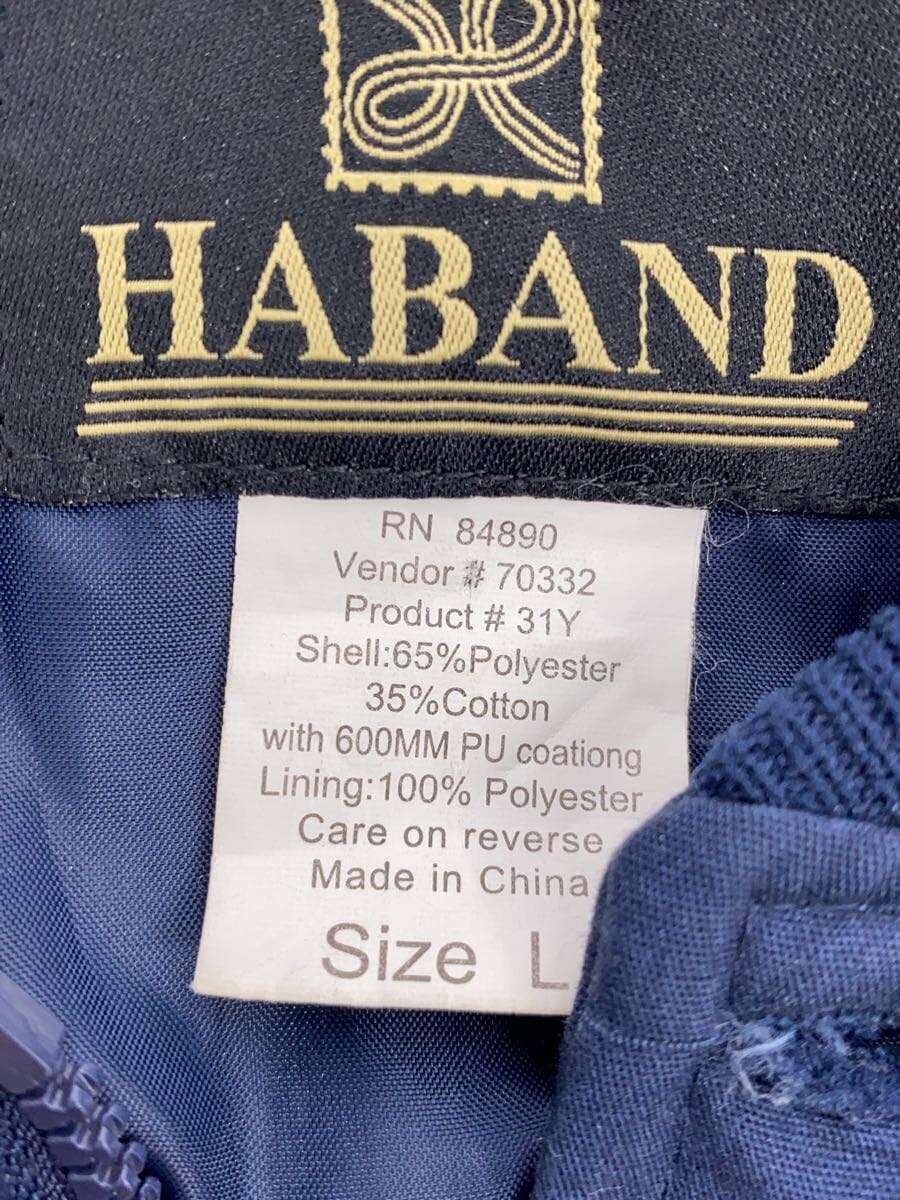 HABAND
RN 84890
Vendor # 70332
Product # 31Y
Shell:65%Polyester
35%Cotton
with 600MM PU coationg
Lining:100% Polyester
Care on reverse
Made in China
Size L